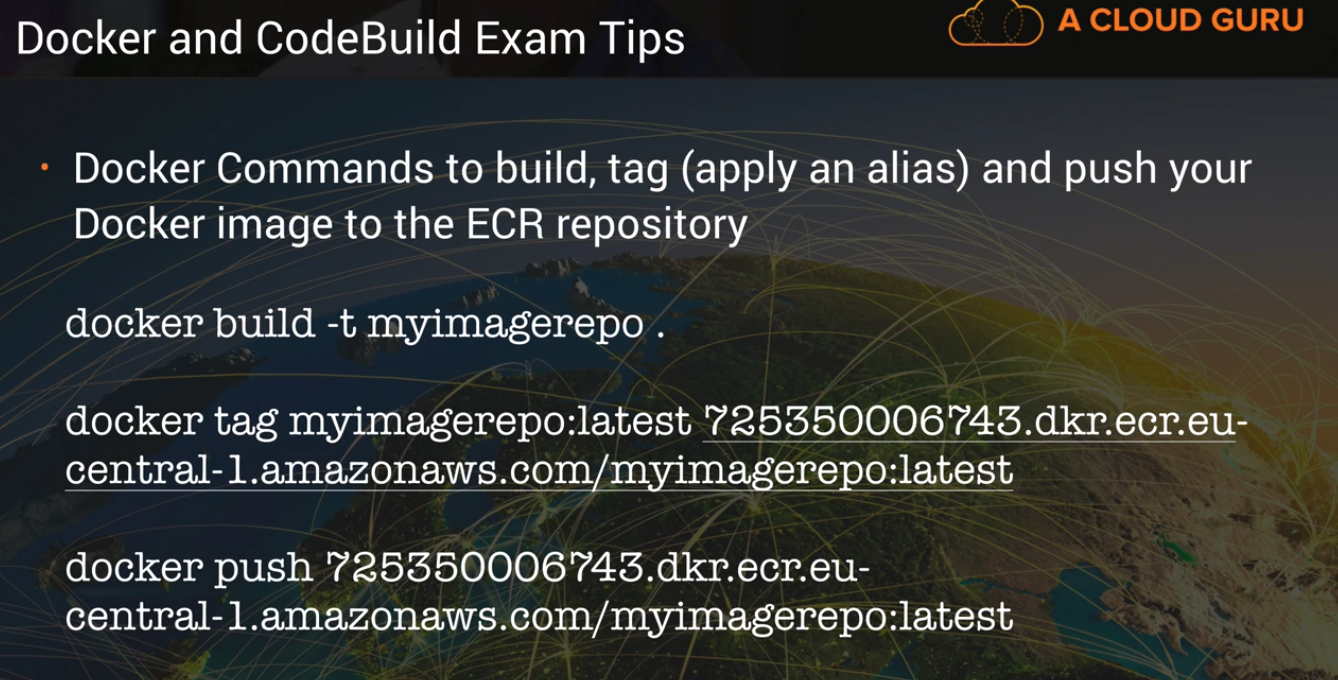 Docker and CodeBuild Exam Tips
A CLOUD GURU
• Docker Commands to build, tag (apply an alias) and push your
Docker image to the ECR repository
docker build -t myimagerepo .
docker tag myimagerepo:latest 725350006743.dkr.ecr.eu-
central-1.amazonaws.com/myimagerepo:latest
docker push 725350006743.dkr.ecr.eu-
central-1.amazonaws.com/myimagerepo:latest